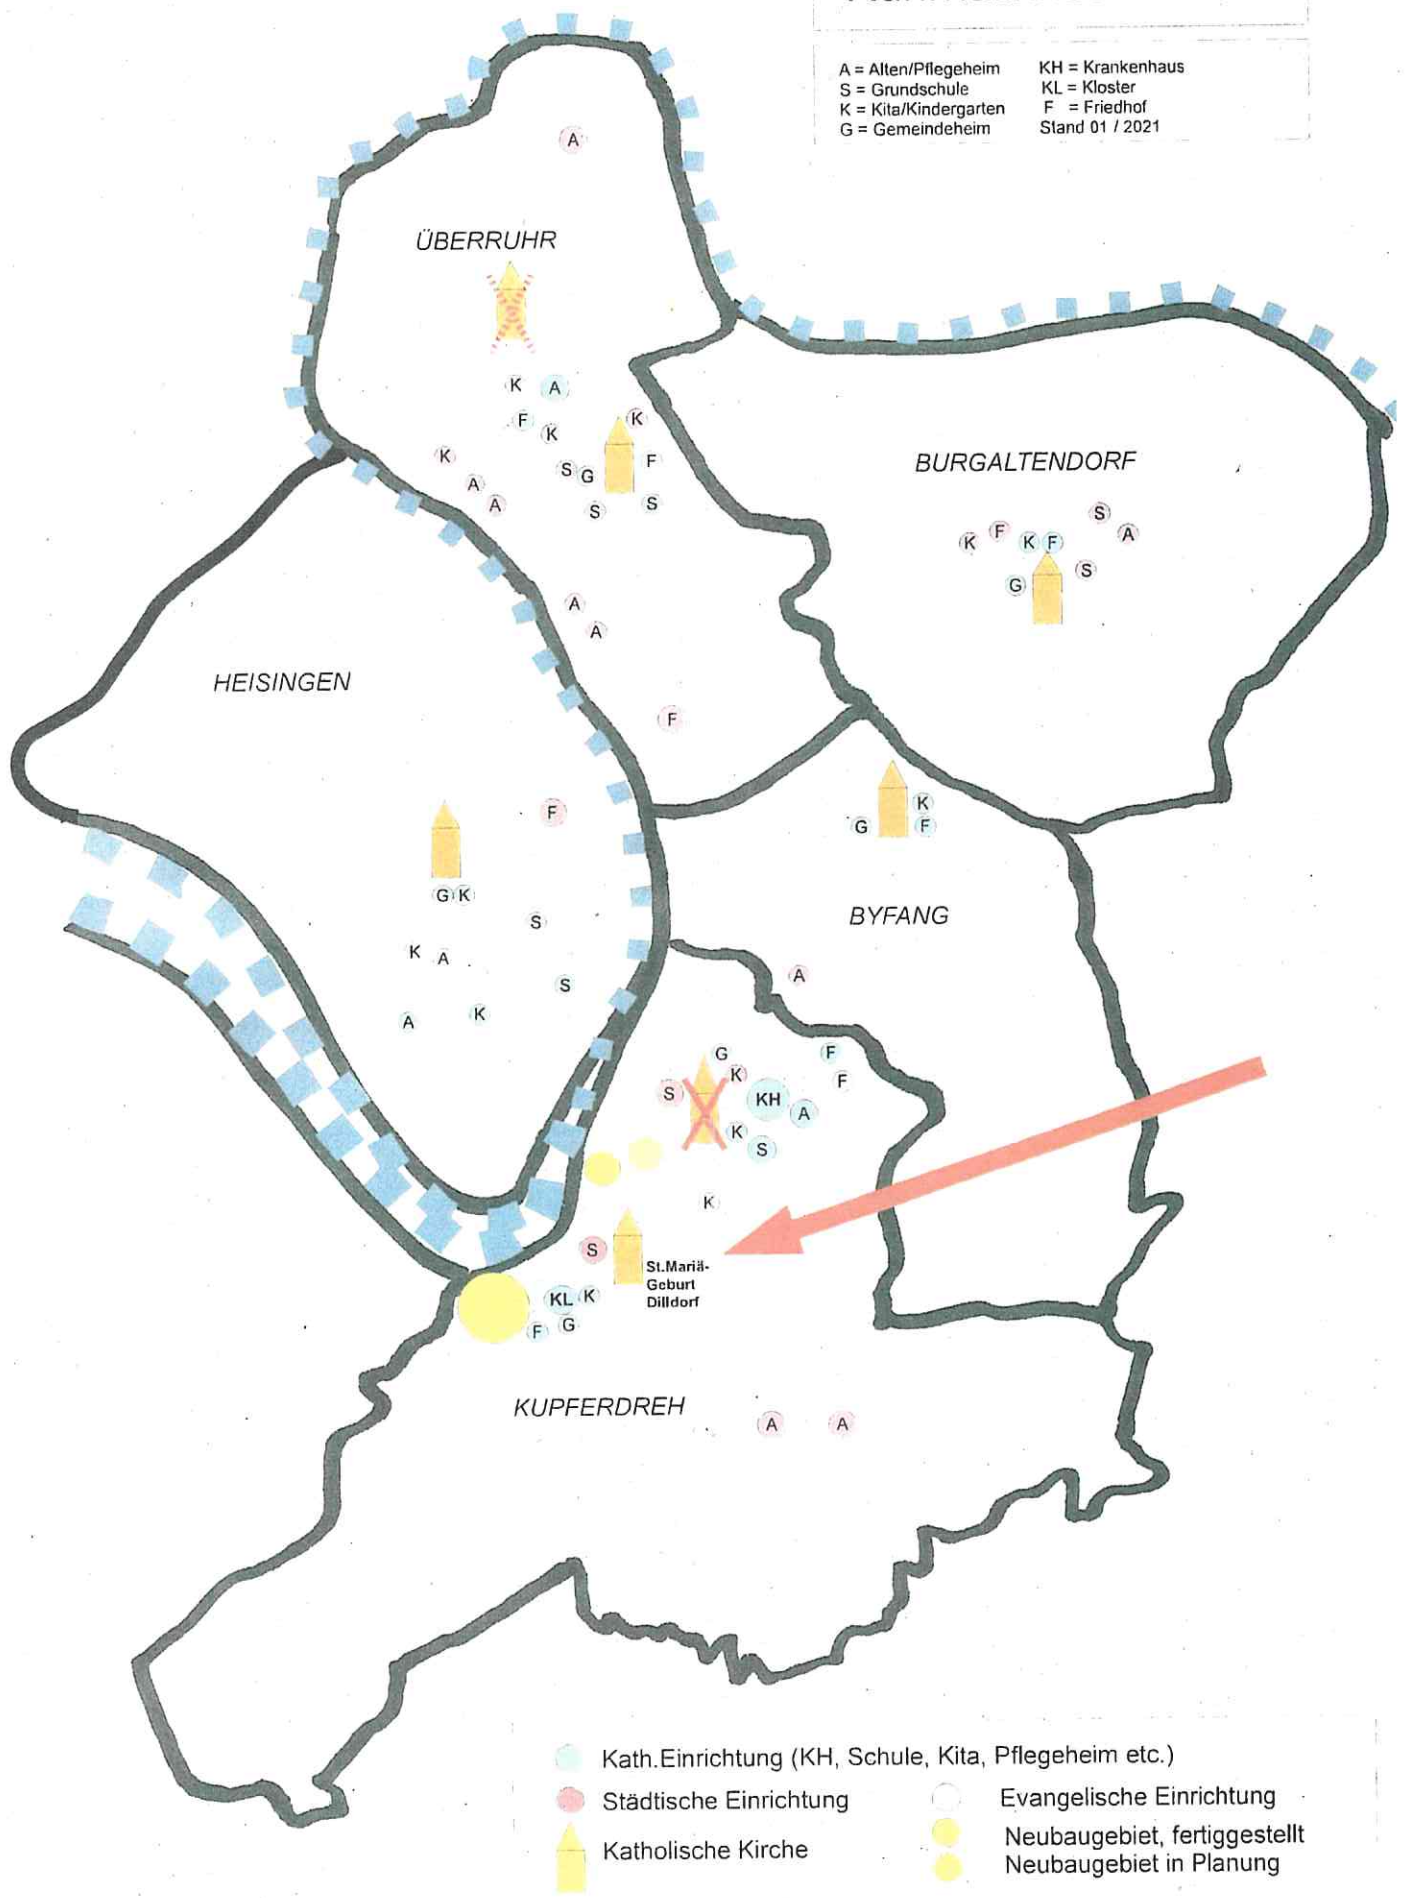 A = Alten/Pflegeheim KH = Krankenhaus
S = Grundschule KL = Kloster
K = Kita/Kindergarten F = Friedhof
G = Gemeindeheim Stand 01 / 2021
A
ÜBERRUHR
K A
F K K
K S G F
A A S S
BURGALTENDORF
S
K F K F A
G S
A
A
HEISINGEN
F
F
K
G F
G K
BYFANG
S
K A
A
S
A K
G F
K F
S KH A
K S
K
S
St.Mariä-
Geburt
Dilldorf
KL K
F G
KUPFERDREH
A A
Kath.Einrichtung (KH, Schule, Kita, Pflegeheim etc.)
Städtische Einrichtung Evangelische Einrichtung
Katholische Kirche Neubaugebiet, fertiggestellt
Neubaugebiet in Planung